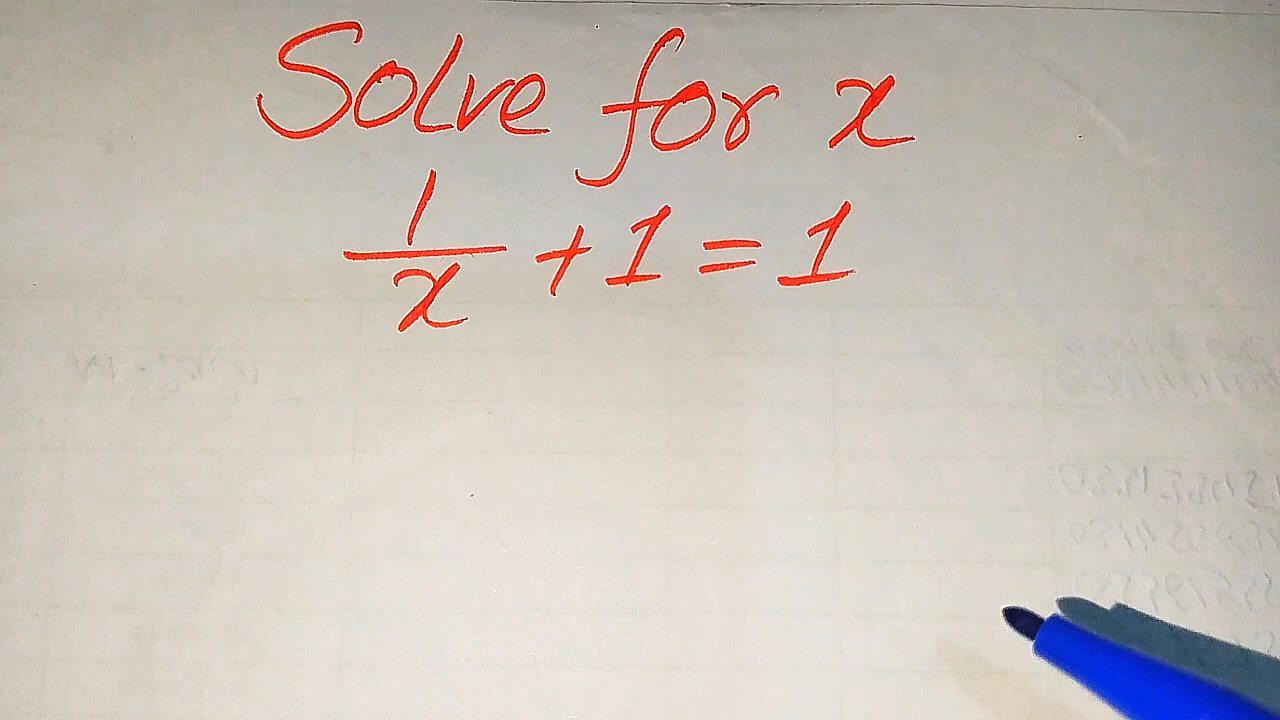 Solve for x
1/x + 1 = 1